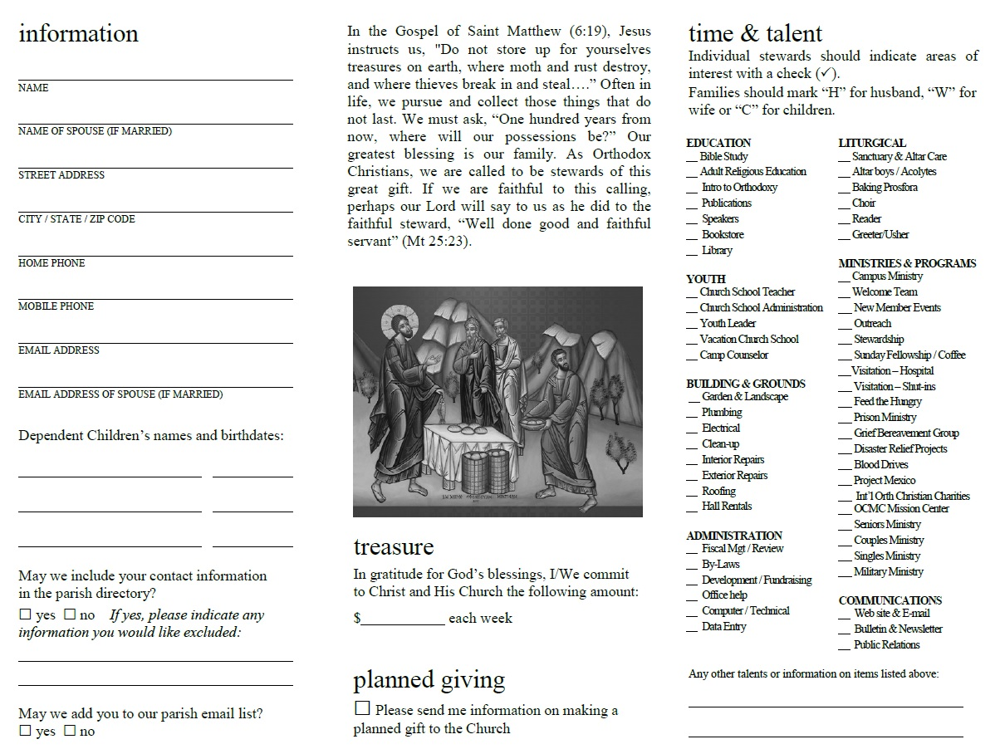 information
NAME
NAME OF SPOUSE (IF MARRIED)
STREET ADDRESS
CITY / STATE / ZIP CODE
HOME PHONE
MOBILE PHONE
EMAIL ADDRESS
EMAIL ADDRESS OF SPOUSE (IF MARRIED)
Dependent Children’s names and birthdates:
May we include your contact information
in the parish directory?
☐ yes ☐ no If yes, please indicate any
information you would like excluded:
May we add you to our parish email list?
☐ yes ☐ no
In the Gospel of Saint Matthew (6:19), Jesus
instructs us, "Do not store up for yourselves
treasures on earth, where moth and rust destroy,
and where thieves break in and steal….” Often in
life, we pursue and collect those things that do
not last. We must ask, “One hundred years from
now, where will our possessions be?” Our
greatest blessing is our family. As Orthodox
Christians, we are called to be stewards of this
great gift. If we are faithful to this calling,
perhaps our Lord will say to us as he did to the
faithful steward, “Well done good and faithful
servant” (Mt 25:23).
treasure
In gratitude for God’s blessings, I/We commit
to Christ and His Church the following amount:
$___________ each week
planned giving
☐ Please send me information on making a
planned gift to the Church
time & talent
Individual stewards should indicate areas of
interest with a check (✓).
Families should mark “H” for husband, “W” for
wife or “C” for children.
EDUCATION
__ Bible Study
__ Adult Religious Education
__ Intro to Orthodoxy
__ Publications
__ Speakers
__ Bookstore
__ Library
YOUTH
__ Church School Teacher
__ Church School Administration
__ Youth Leader
__ Vacation Church School
__ Camp Counselor
BUILDING & GROUNDS
__ Garden & Landscape
__ Plumbing
__ Electrical
__ Clean-up
__ Interior Repairs
__ Exterior Repairs
__ Roofing
__ Hall Rentals
ADMINISTRATION
__ Fiscal Mgt / Review
__ By-Laws
__ Development / Fundraising
__ Office help
__ Computer / Technical
__ Data Entry
LITURGICAL
__ Sanctuary & Altar Care
__ Altar boys / Acolytes
__ Baking Prosfora
__ Choir
__ Reader
__ Greeter/Usher
MINISTRIES & PROGRAMS
__ Campus Ministry
__ Welcome Team
__ New Member Events
__ Outreach
__ Stewardship
__ Sunday Fellowship / Coffee
__Visitation – Hospital
__ Visitation – Shut-ins
__ Feed the Hungry
__ Prison Ministry
__ Grief Bereavement Group
__ Disaster Relief Projects
__ Blood Drives
__ Project Mexico
__ Int’l Orth Christian Charities
__ OCMC Mission Center
__ Seniors Ministry
__ Couples Ministry
__ Singles Ministry
__ Military Ministry
COMMUNICATIONS
__ Web site & E-mail
__ Bulletin & Newsletter
__ Public Relations
Any other talents or information on items listed above: